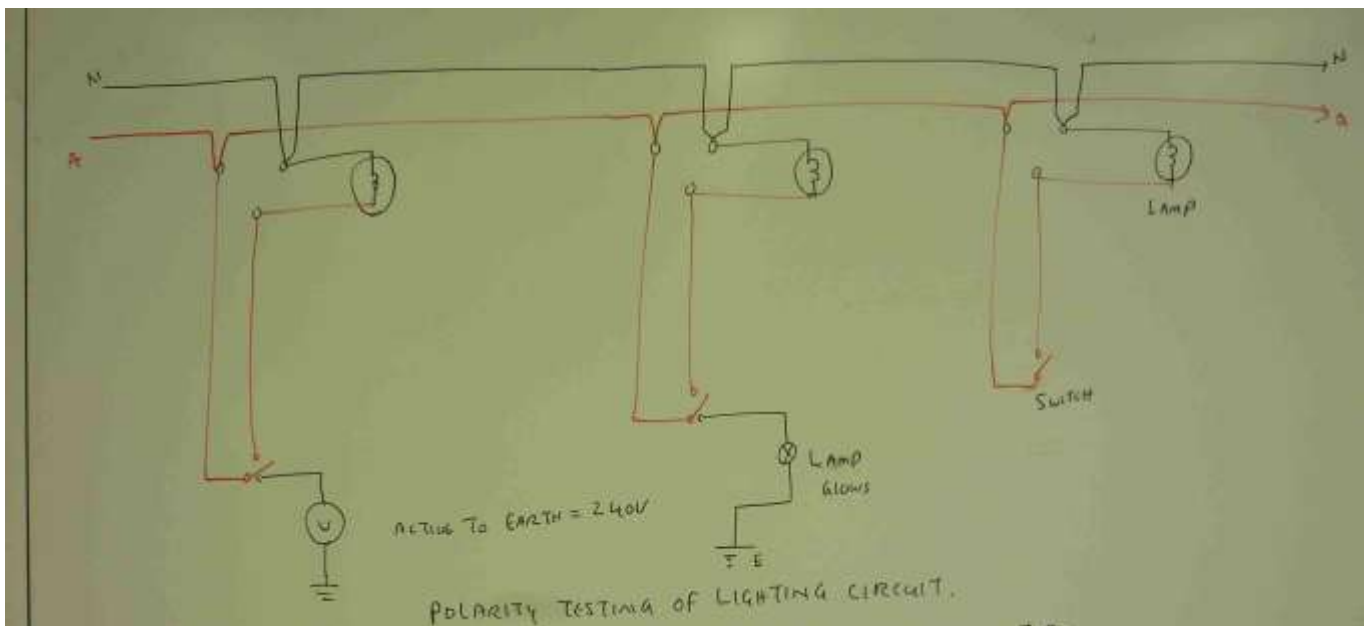 N
N
A
a
LAMP
SWITCH
LAMP
GLOWS
V
ACTIVE TO EARTH = 240V
E
POLARITY TESTING OF LIGHTING CIRCUIT.